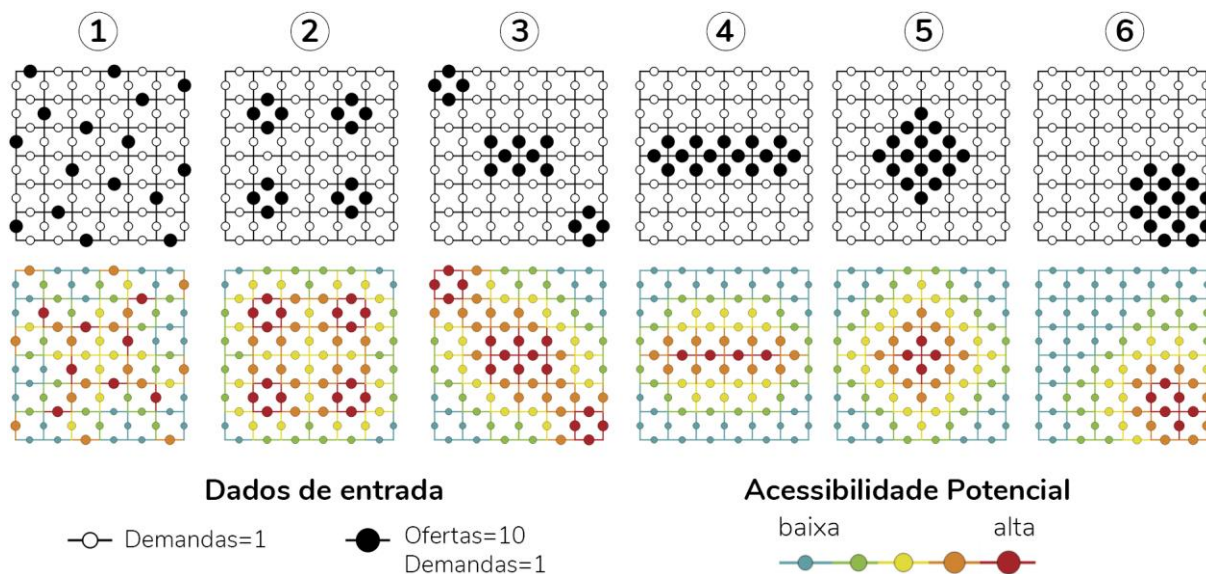 1 2 3 4 5 6
Dados de entrada
Demandas=1
Ofertas=10
Demandas=1
Acessibilidade Potencial
baixa alta